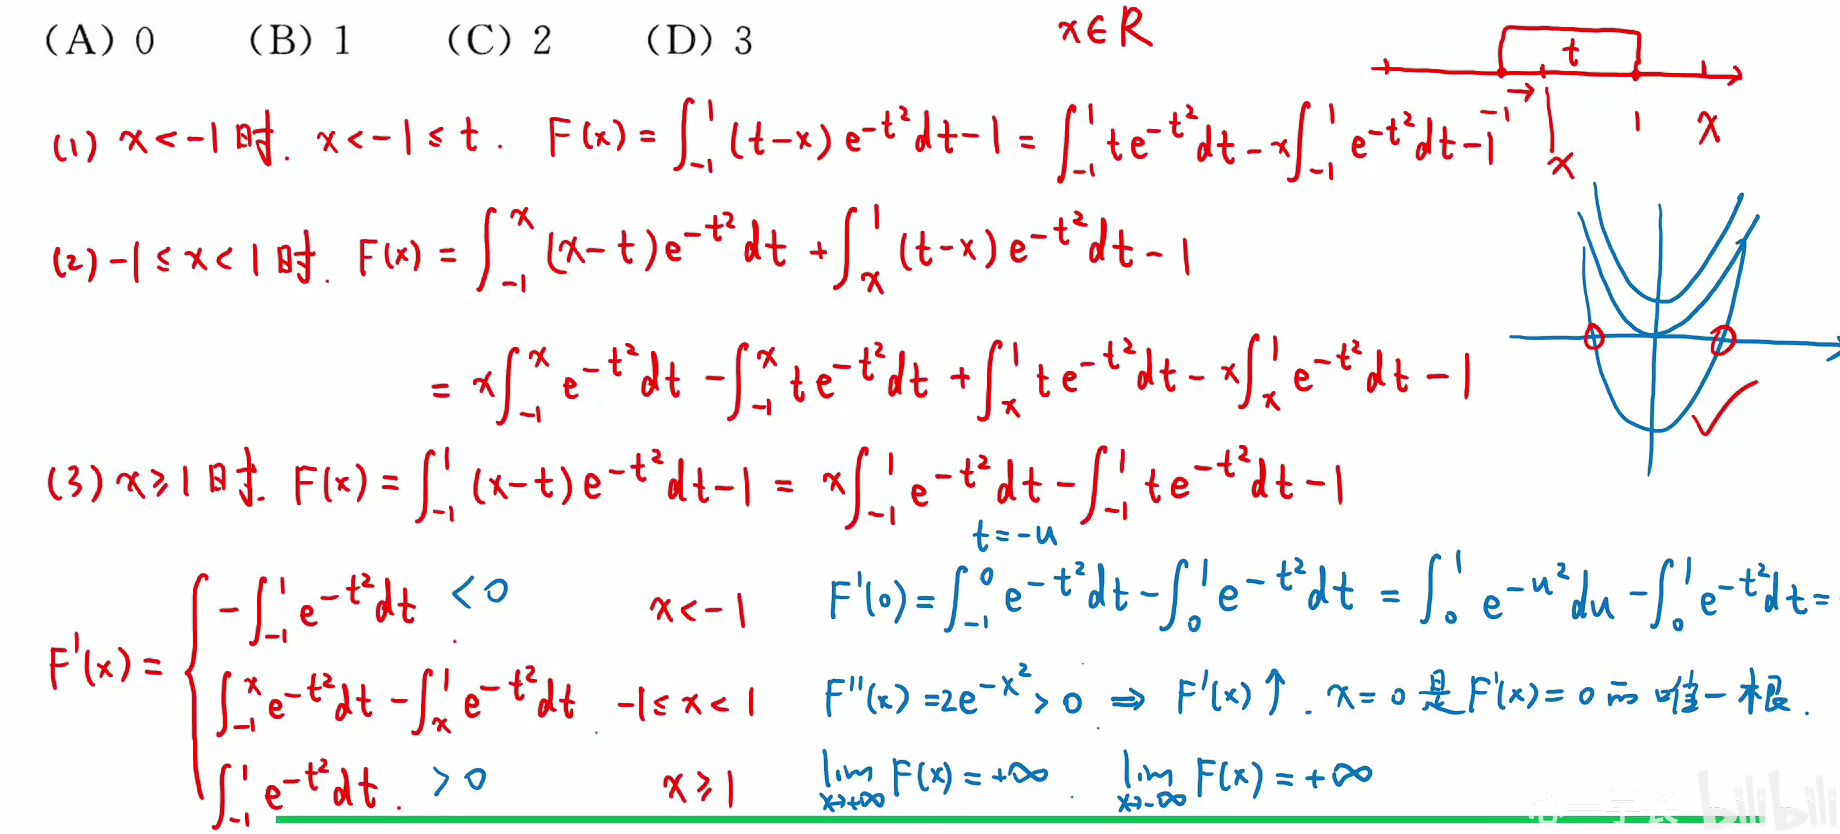 (A) 0 (B) 1 (C) 2 (D) 3
x∈R
t
-1 x 1 x
(1) x<-1时. x<-1≤t. F(x)=∫_{-1}^{1}(t-x)e^{-t²}dt-1=∫_{-1}^{1}te^{-t²}dt-x∫_{-1}^{1}e^{-t²}dt-1
(2) -1≤x<1时. F(x)=∫_{-1}^{x}(x-t)e^{-t²}dt+∫_{x}^{1}(t-x)e^{-t²}dt-1
=x∫_{-1}^{x}e^{-t²}dt-∫_{-1}^{x}te^{-t²}dt+∫_{x}^{1}te^{-t²}dt-x∫_{x}^{1}e^{-t²}dt-1
(3) x≥1时. F(x)=∫_{-1}^{1}(x-t)e^{-t²}dt-1=x∫_{-1}^{1}e^{-t²}dt-∫_{-1}^{1}te^{-t²}dt-1
t=-u
F'(x)={ -∫_{-1}^{1}e^{-t²}dt <0 x<-1
∫_{-1}^{x}e^{-t²}dt-∫_{x}^{1}e^{-t²}dt. -1≤x<1
∫_{-1}^{1}e^{-t²}dt. >0 x≥1
F'(0)=∫_{-1}^{0}e^{-t²}dt-∫_{0}^{1}e^{-t²}dt=∫_{0}^{1}e^{-u²}du-∫_{0}^{1}e^{-t²}dt=
F''(x)=2e^{-x²}>0 ⇒ F'(x)↑. x=0是F'(x)=0的唯一根.
lim_{x→+∞}F(x)=+∞. lim_{x→-∞}F(x)=+∞
bilibili